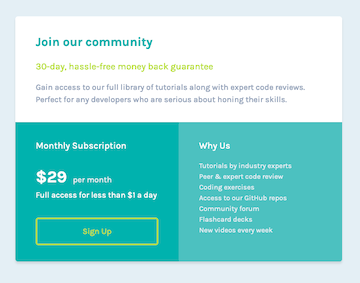 Join our community
30-day, hassle-free money back guarantee
Gain access to our full library of tutorials along with expert code reviews.
Perfect for any developers who are serious about honing their skills.
Monthly Subscription
$29 per month
Full access for less than $1 a day
Sign Up
Why Us
Tutorials by industry experts
Peer & expert code review
Coding exercises
Access to our GitHub repos
Community forum
Flashcard decks
New videos every week